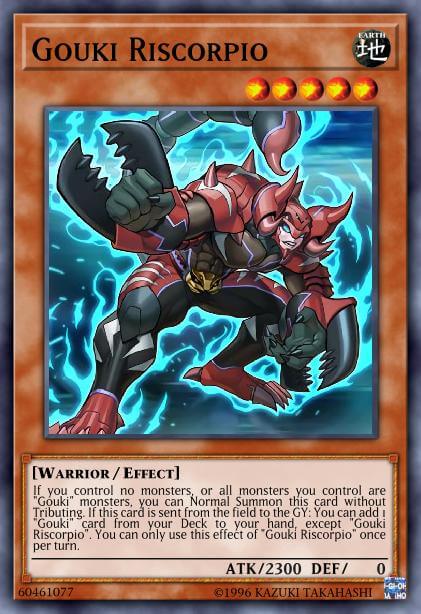 GOUKI RISCORPIO
EARTH
地
[WARRIOR / EFFECT]
If you control no monsters, or all monsters you control are
"Gouki" monsters, you can Normal Summon this card without
Tributing. If this card is sent from the field to the GY: You can add 1
"Gouki" card from your Deck to your hand, except "Gouki
Riscorpio". You can only use this effect of "Gouki Riscorpio" once
per turn.
ATK/2300 DEF/ 0
60461077
©1996 KAZUKI TAKAHASHI